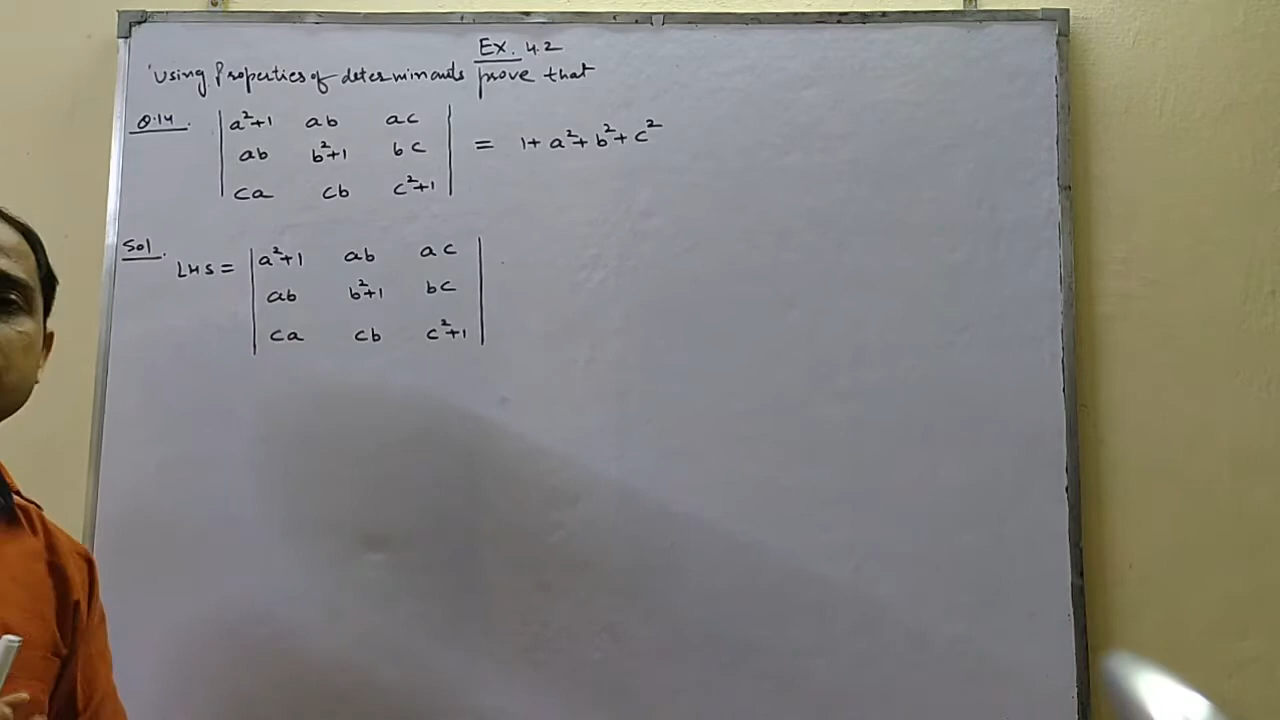 Ex. 4.2
Using Properties of determinants prove that
Q.14. | a²+1 ab ac |
| ab b²+1 bc | = 1+a²+b²+c²
| ca cb c²+1 |
Sol. LHS = | a²+1 ab ac |
| ab b²+1 bc |
| ca cb c²+1 |